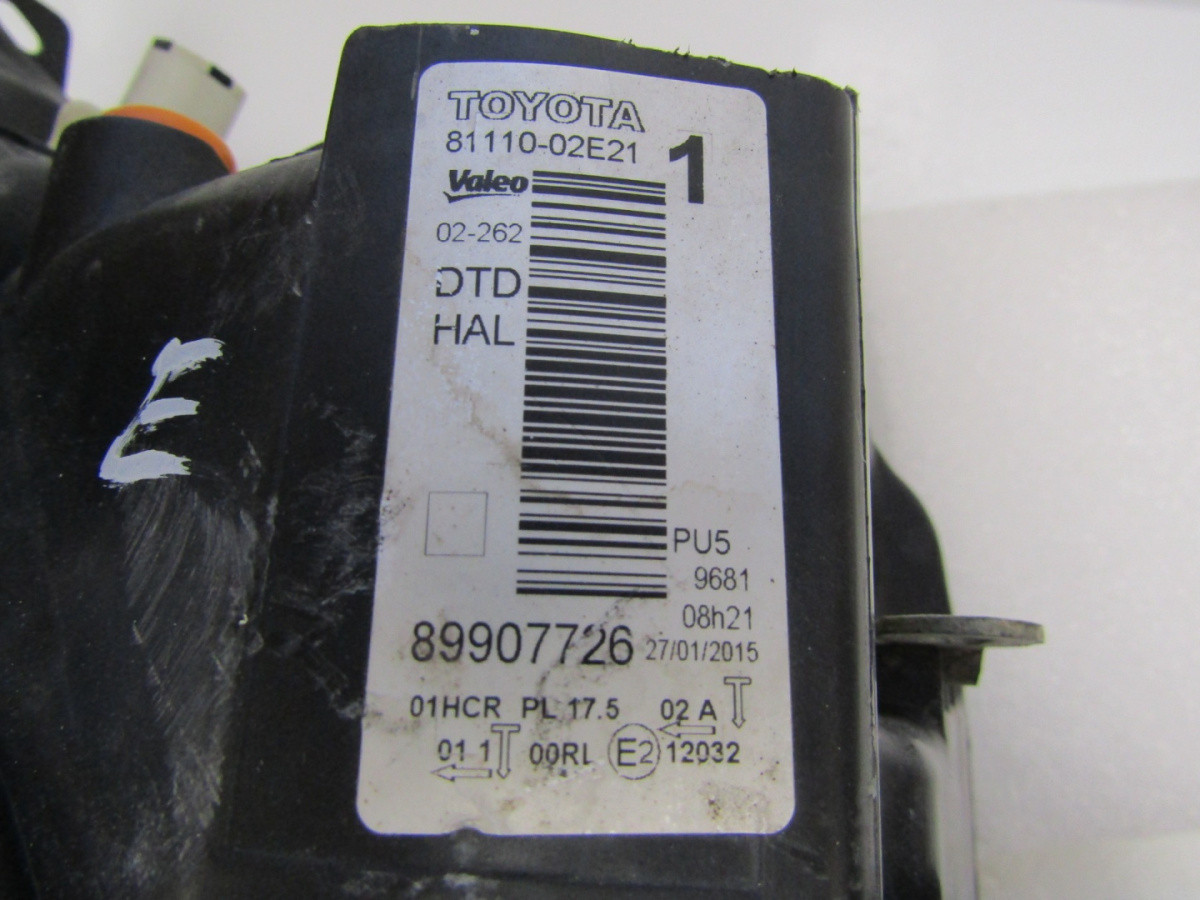 TOYOTA
81110-02E21
1
Valeo
02-262
DTD
HAL
PU5
9681
08h21
89907726 27/01/2015
01HCR PL 17.5 02 A
01 1 00RL E2 12032
E